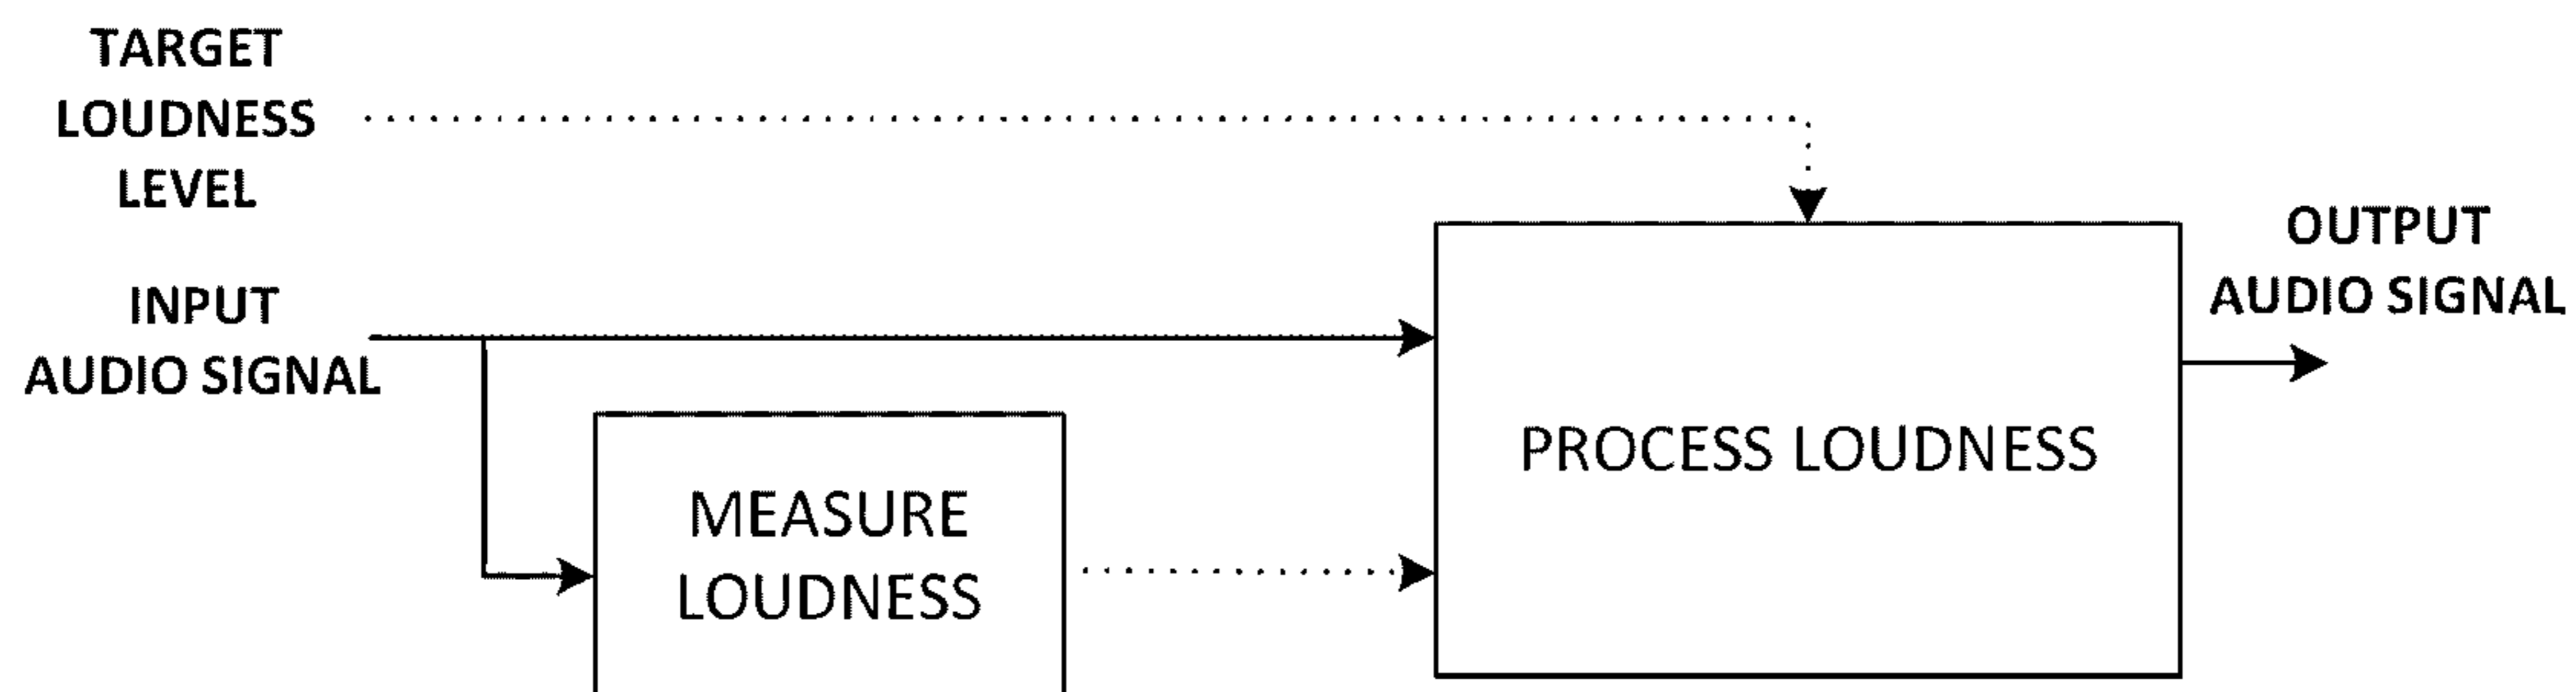 TARGET
LOUDNESS
LEVEL
INPUT
AUDIO SIGNAL
MEASURE
LOUDNESS
PROCESS LOUDNESS
OUTPUT
AUDIO SIGNAL